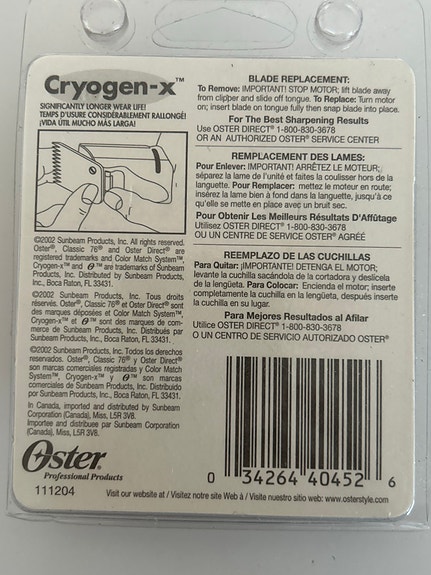 Cryogen-x™
SIGNIFICANTLY LONGER WEAR LIFE!
TEMPS D'USURE CONSIDÉRABLEMENT RALLONGÉ!
¡VIDA ÚTIL MUCHO MÁS LARGA!
©2002 Sunbeam Products, Inc. All rights reserved.
Oster®, Classic 76® and Oster Direct® are
registered trademarks and Color Match System™,
Cryogen-x™ and ™ are trademarks of Sunbeam
Products, Inc. Distributed by Sunbeam Products,
Inc., Boca Raton, FL 33431.
©2002 Sunbeam Products, Inc. Tous droits
réservés. Oster®, Classic 76® et Oster Direct® sont
des marques déposées et Color Match System™,
Cryogen-x™ et ™ sont des marques de com-
merce de Sunbeam Products, Inc. Distribués par
Sunbeam Products, Inc., Boca Raton, FL 33431.
©2002 Sunbeam Products, Inc. Todos los derechos
reservados. Oster®, Classic 76® y Oster Direct®
son marcas comerciales registradas y Color Match
System™, Cryogen-x™ y ™ son marcas
comerciales de Sunbeam Products, Inc. Distribuido
por Sunbeam Products, Inc., Boca Raton, FL 33431.
In Canada, imported and distributed by Sunbeam
Corporation (Canada), Miss, L5R 3V8.
Importee and distribuee par Sunbeam Corporation
(Canada), Miss, L5R 3V8.
Oster®
Professional Products
111204
BLADE REPLACEMENT:
To Remove: IMPORTANT! STOP MOTOR; lift blade away
from clipper and slide off tongue. To Replace: Turn motor
on; insert blade on tongue fully then snap blade into place.
For The Best Sharpening Results
Use OSTER DIRECT® 1-800-830-3678
OR AN AUTHORIZED OSTER® SERVICE CENTER
REMPLACEMENT DES LAMES:
Pour Enlever: IMPORTANT! ARRÊTEZ LE MOTEUR;
séparez la lame de l'unité et faites la coulisser hors de la
languette. Pour Remplacer: mettez le moteur en route;
insérez la lame bien à fond dans la languette, jusqu'à ce
qu'elle se mette en place avec un bruit sec.
Pour Obtenir Les Meilleurs Résultats D'Affûtage
Utilisez OSTER DIRECT® 1-800-830-3678
OU UN CENTRE DE SERVICE OSTER® AGRÉÉ
REEMPLAZO DE LAS CUCHILLAS
Para Quitar: ¡IMPORTANTE! DETENGA EL MOTOR;
levante la cuchilla sacándola de la cortadora y deslícela
de la lengüeta. Para Colocar: Encienda el motor; inserte
completamente la cuchilla en la lengüeta, después inserte
la cuchilla en su lugar.
Para Mejores Resultados al Afilar
Utilice OSTER DIRECT® 1-800-830-3678
O UN CENTRO DE SERVICIO AUTORIZADO OSTER®
0 34264 40452 6
Visit our website at / Visitez notre site Web à / Visite nuestro sitio web: www.osterstyle.com